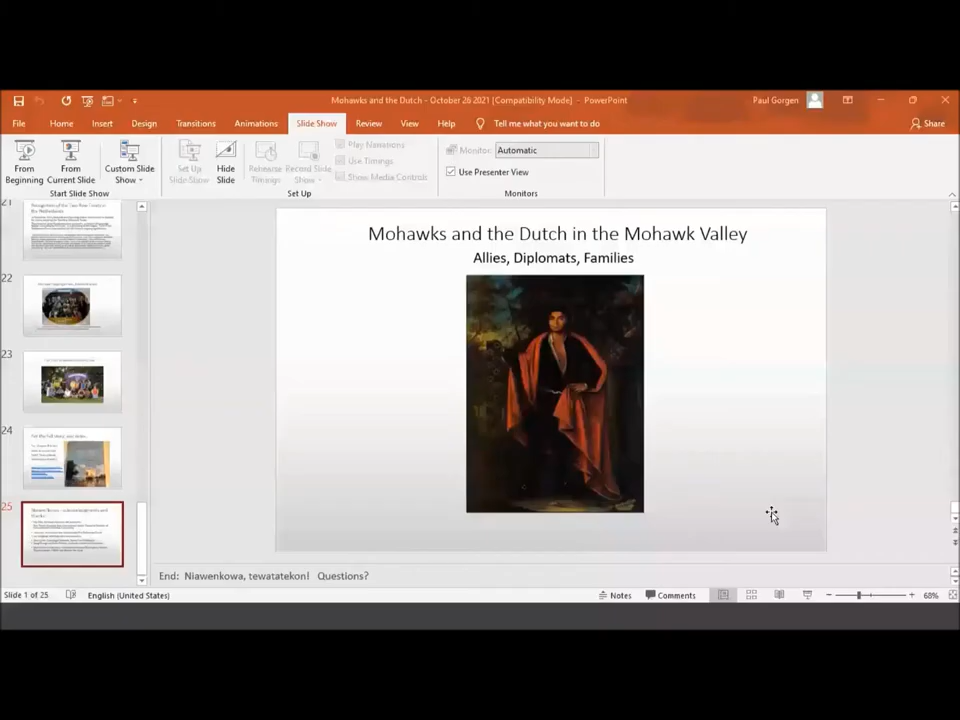 Mohawks and the Dutch - October 26 2021 [Compatibility Mode] - PowerPoint
Paul Gorgen
File Home Insert Design Transitions Animations Slide Show Review View Help Tell me what you want to do Share
From Beginning
From Current Slide
Custom Slide Show
Set Up Slide Show
Hide Slide
Rehearse Timings
Record Slide Show
Play Narrations
Use Timings
Show Media Controls
Monitor: Automatic
Use Presenter View
Start Slide Show
Set Up
Monitors
21
22
23
24
25
Mohawks and the Dutch in the Mohawk Valley
Allies, Diplomats, Families
End: Niawenkowa, tewatatekon! Questions?
Slide 1 of 25
English (United States)
Notes
Comments
68%